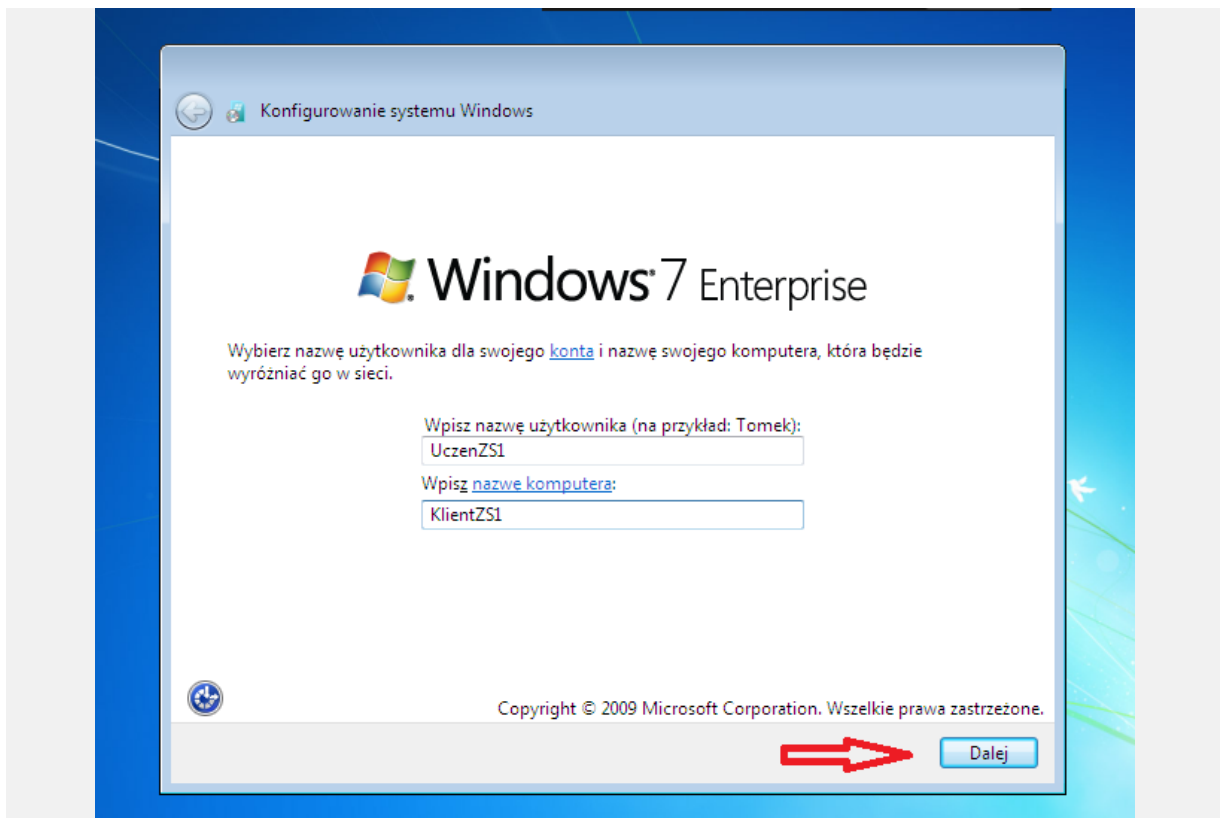 Konfigurowanie systemu Windows
Windows 7 Enterprise
Wybierz nazwę użytkownika dla swojego konta i nazwę swojego komputera, która będzie
wyróżniać go w sieci.
Wpisz nazwę użytkownika (na przykład: Tomek):
UczenZS1
Wpisz nazwę komputera:
KlientZS1
Copyright © 2009 Microsoft Corporation. Wszelkie prawa zastrzeżone.
Dalej